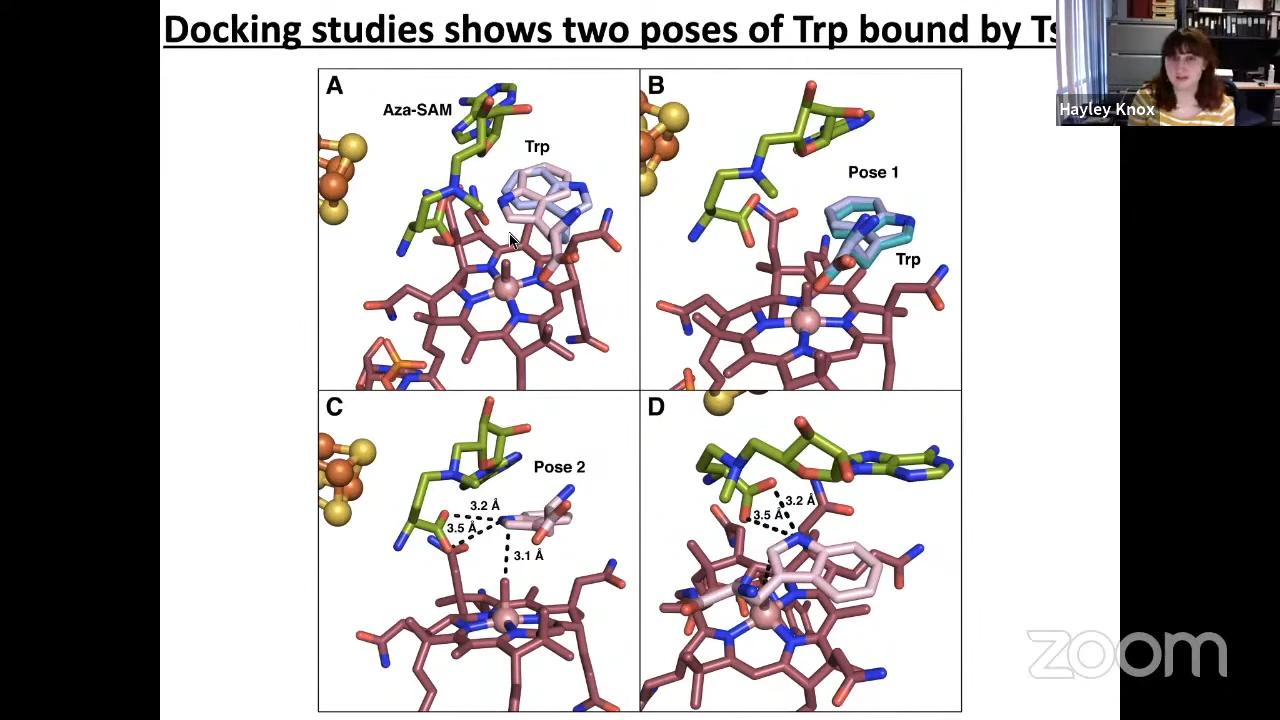 Docking studies shows two poses of Trp bound by
Hayley Knox
A
Aza-SAM
Trp
B
Pose 1
Trp
C
Pose 2
3.2 Å
3.5 Å
3.1 Å
D
3.2 Å
3.5 Å
zoom